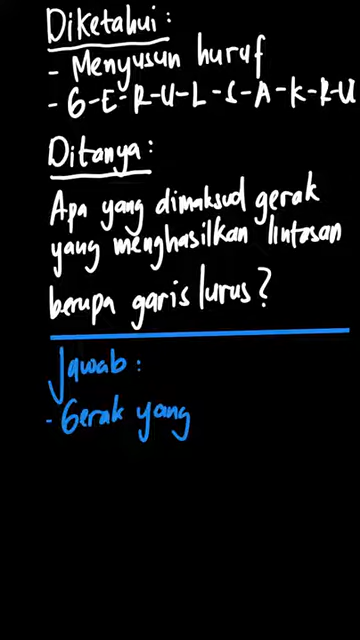 Diketahui:
- Menyusun huruf
- G-E-R-U-L-S-A-K-R-U
Ditanya:
Apa yang dimaksud gerak
yang menghasilkan lintasan
berupa garis lurus?
Jawab:
- Gerak yang